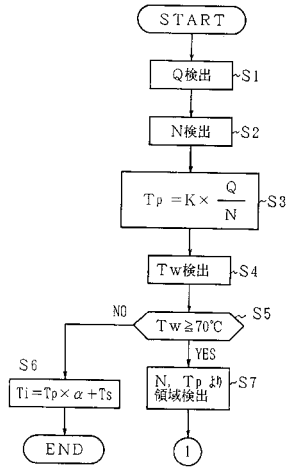 START
Q検出 ~S1
N検出 ~S2
Tp=K×Q/N ~S3
Tw検出 ~S4
S5
NO
Tw≧70℃
YES
S6
Ti=Tp×α+Ts
N, Tpより ~S7
領域検出
END
1